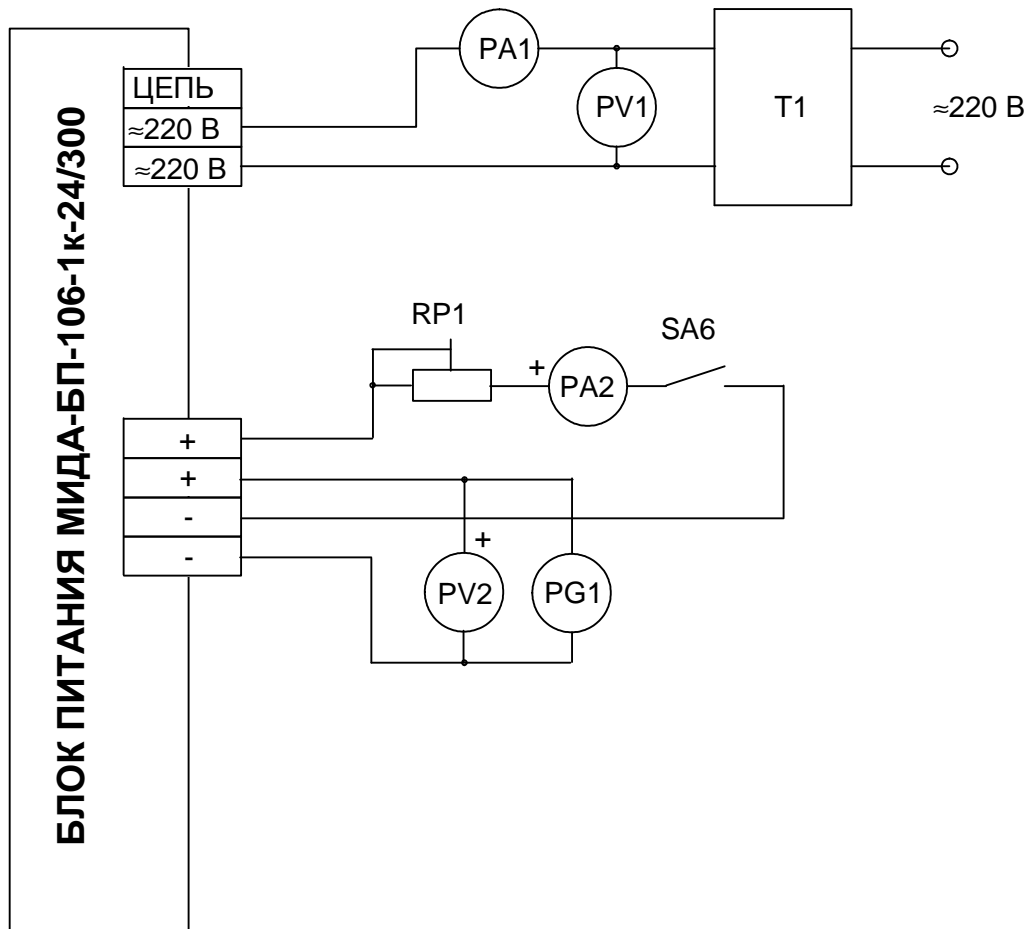 БЛОК ПИТАНИЯ МИДА-БП-106-1к-24/300
ЦЕПЬ
≈220 В
≈220 В
PA1
PV1
T1
≈220 В
RP1
SA6
+
PA2
+
+
-
-
+
PV2
PG1